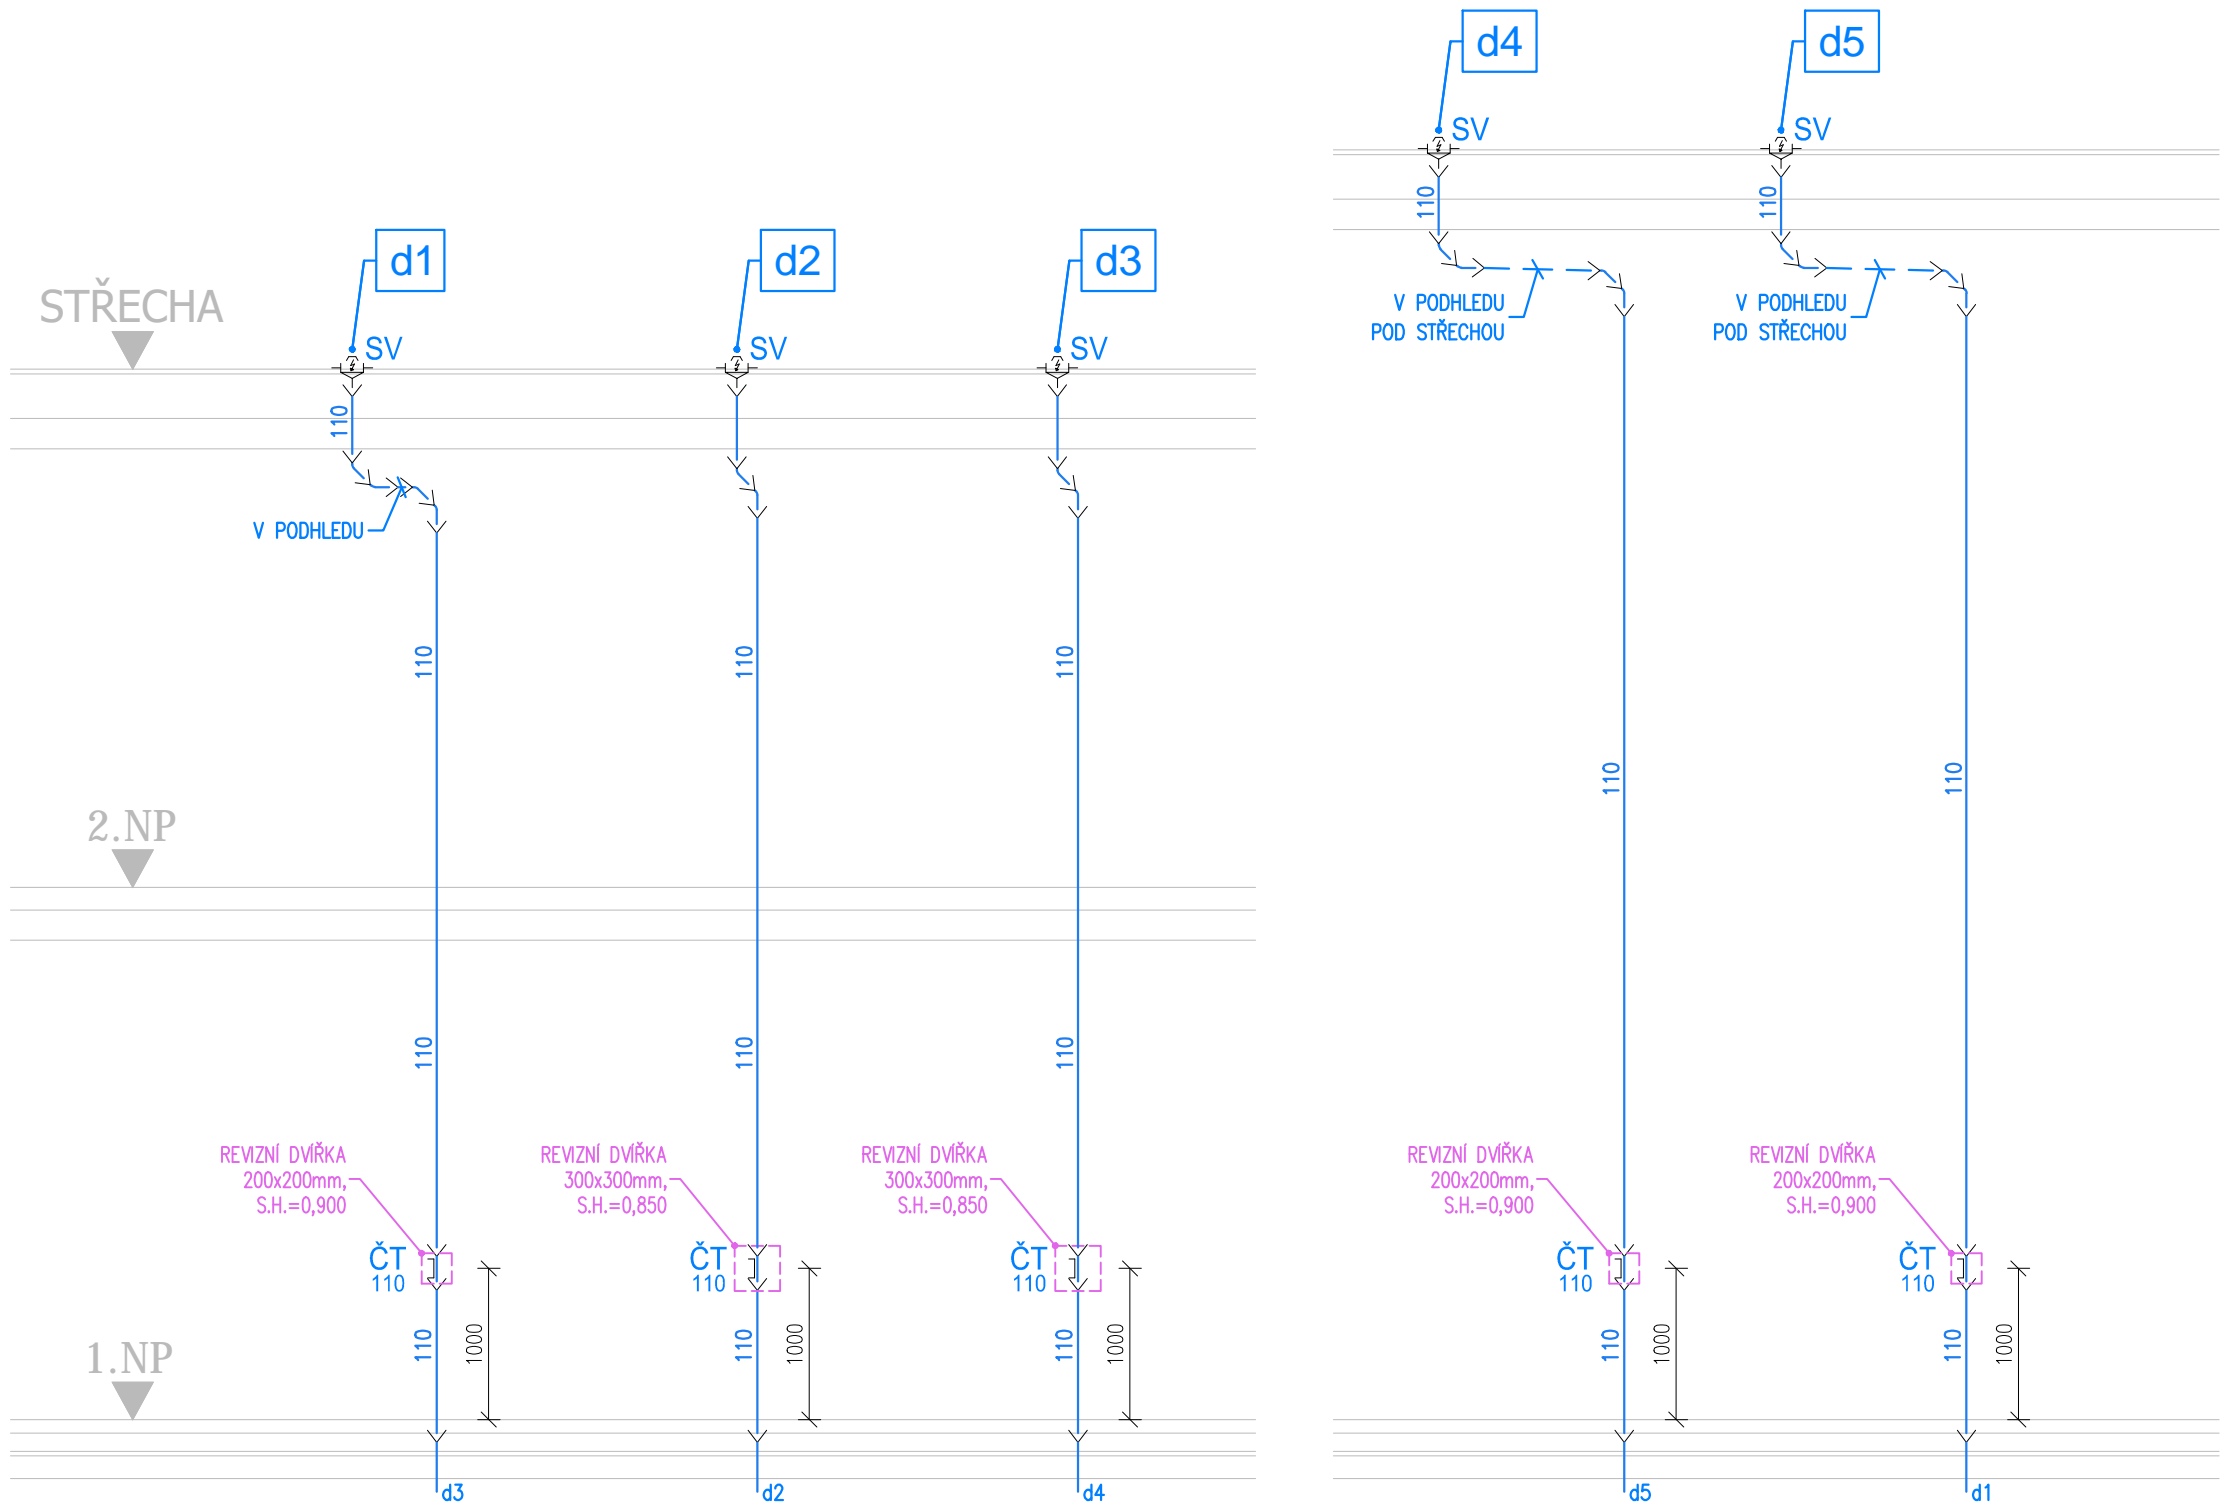 d4
d5
SV
SV
110
110
d1
d2
d3
STŘECHA
V PODHLEDU
POD STŘECHOU
V PODHLEDU
POD STŘECHOU
SV
SV
SV
110
V PODHLEDU
110
110
110
110
110
2.NP
110
110
110
REVIZNÍ DVÍŘKA
200x200mm,
S.H.=0,900
REVIZNÍ DVÍŘKA
300x300mm,
S.H.=0,850
REVIZNÍ DVÍŘKA
300x300mm,
S.H.=0,850
REVIZNÍ DVÍŘKA
200x200mm,
S.H.=0,900
REVIZNÍ DVÍŘKA
200x200mm,
S.H.=0,900
ČT
110
ČT
110
ČT
110
ČT
110
ČT
110
1.NP
110
1000
110
1000
110
1000
110
1000
110
1000
d3
d2
d4
d5
d1